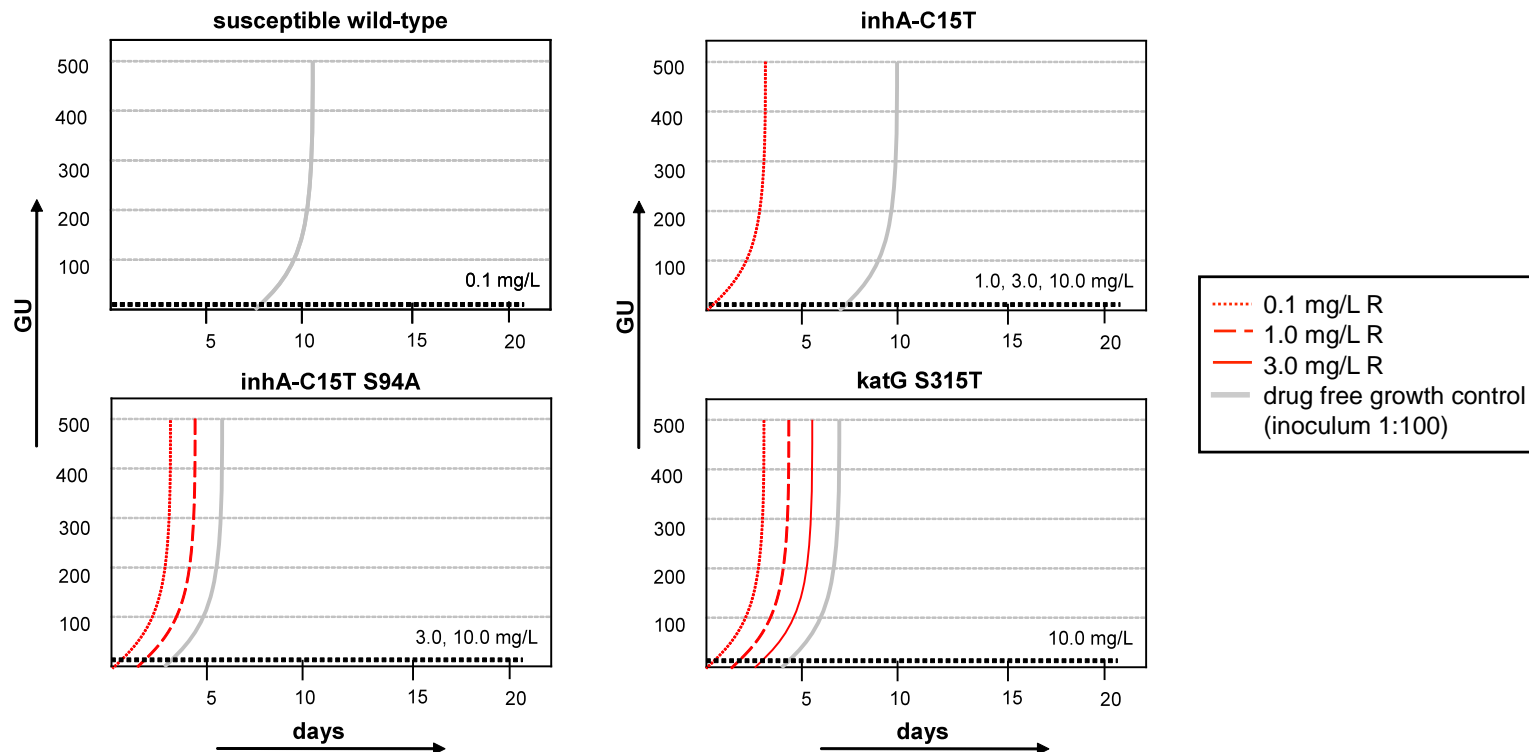 susceptible wild-type
500
400
300
200
100
0.1 mg/L
5
10
15
20
GU
inhA-C15T
500
400
300
200
100
1.0, 3.0, 10.0 mg/L
5
10
15
20
GU
inhA-C15T S94A
500
400
300
200
100
3.0, 10.0 mg/L
5
10
15
20
days
katG S315T
500
400
300
200
100
10.0 mg/L
5
10
15
20
days
0.1 mg/L R
1.0 mg/L R
3.0 mg/L R
drug free growth control
(inoculum 1:100)